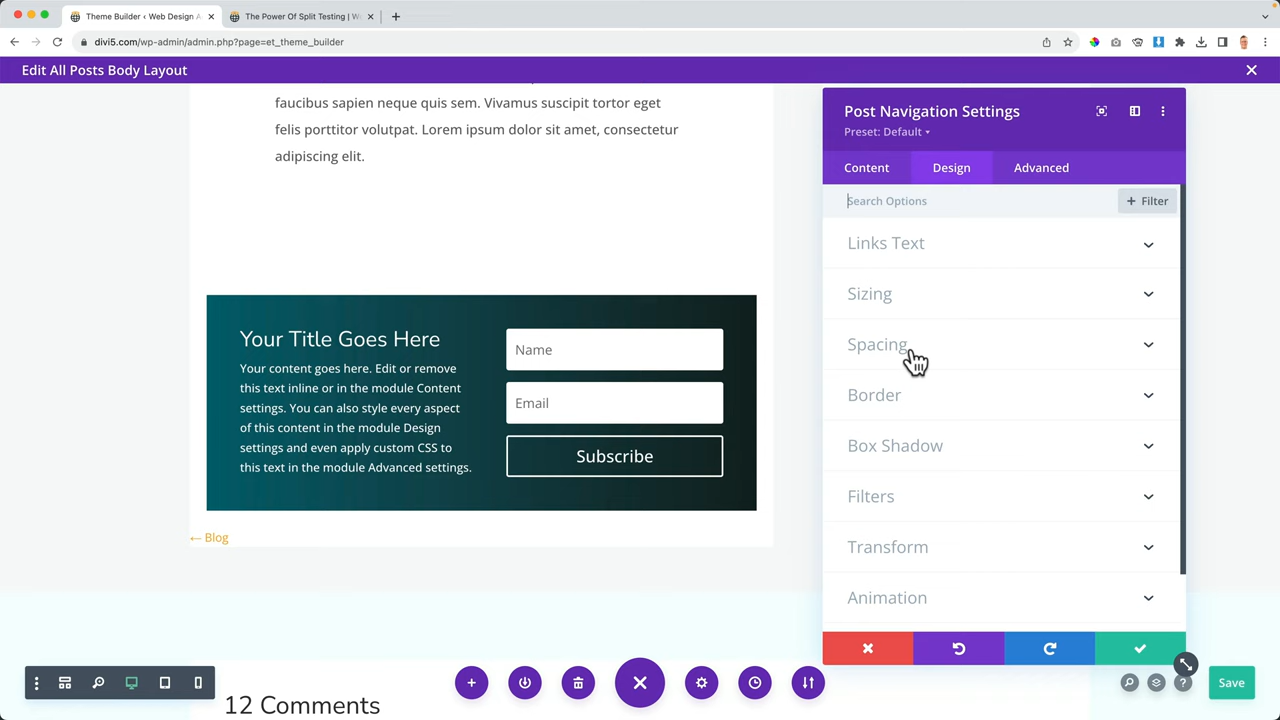 Theme Builder ‹ Web Design A
The Power Of Split Testing | W
divi5.com/wp-admin/admin.php?page=et_theme_builder
Edit All Posts Body Layout
faucibus sapien neque quis sem. Vivamus suscipit tortor eget
felis porttitor volutpat. Lorem ipsum dolor sit amet, consectetur
adipiscing elit.
Your Title Goes Here
Your content goes here. Edit or remove
this text inline or in the module Content
settings. You can also style every aspect
of this content in the module Design
settings and even apply custom CSS to
this text in the module Advanced settings.
Name
Email
Subscribe
← Blog
12 Comments
Post Navigation Settings
Preset: Default
Content
Design
Advanced
Search Options
+ Filter
Links Text
Sizing
Spacing
Border
Box Shadow
Filters
Transform
Animation
Save